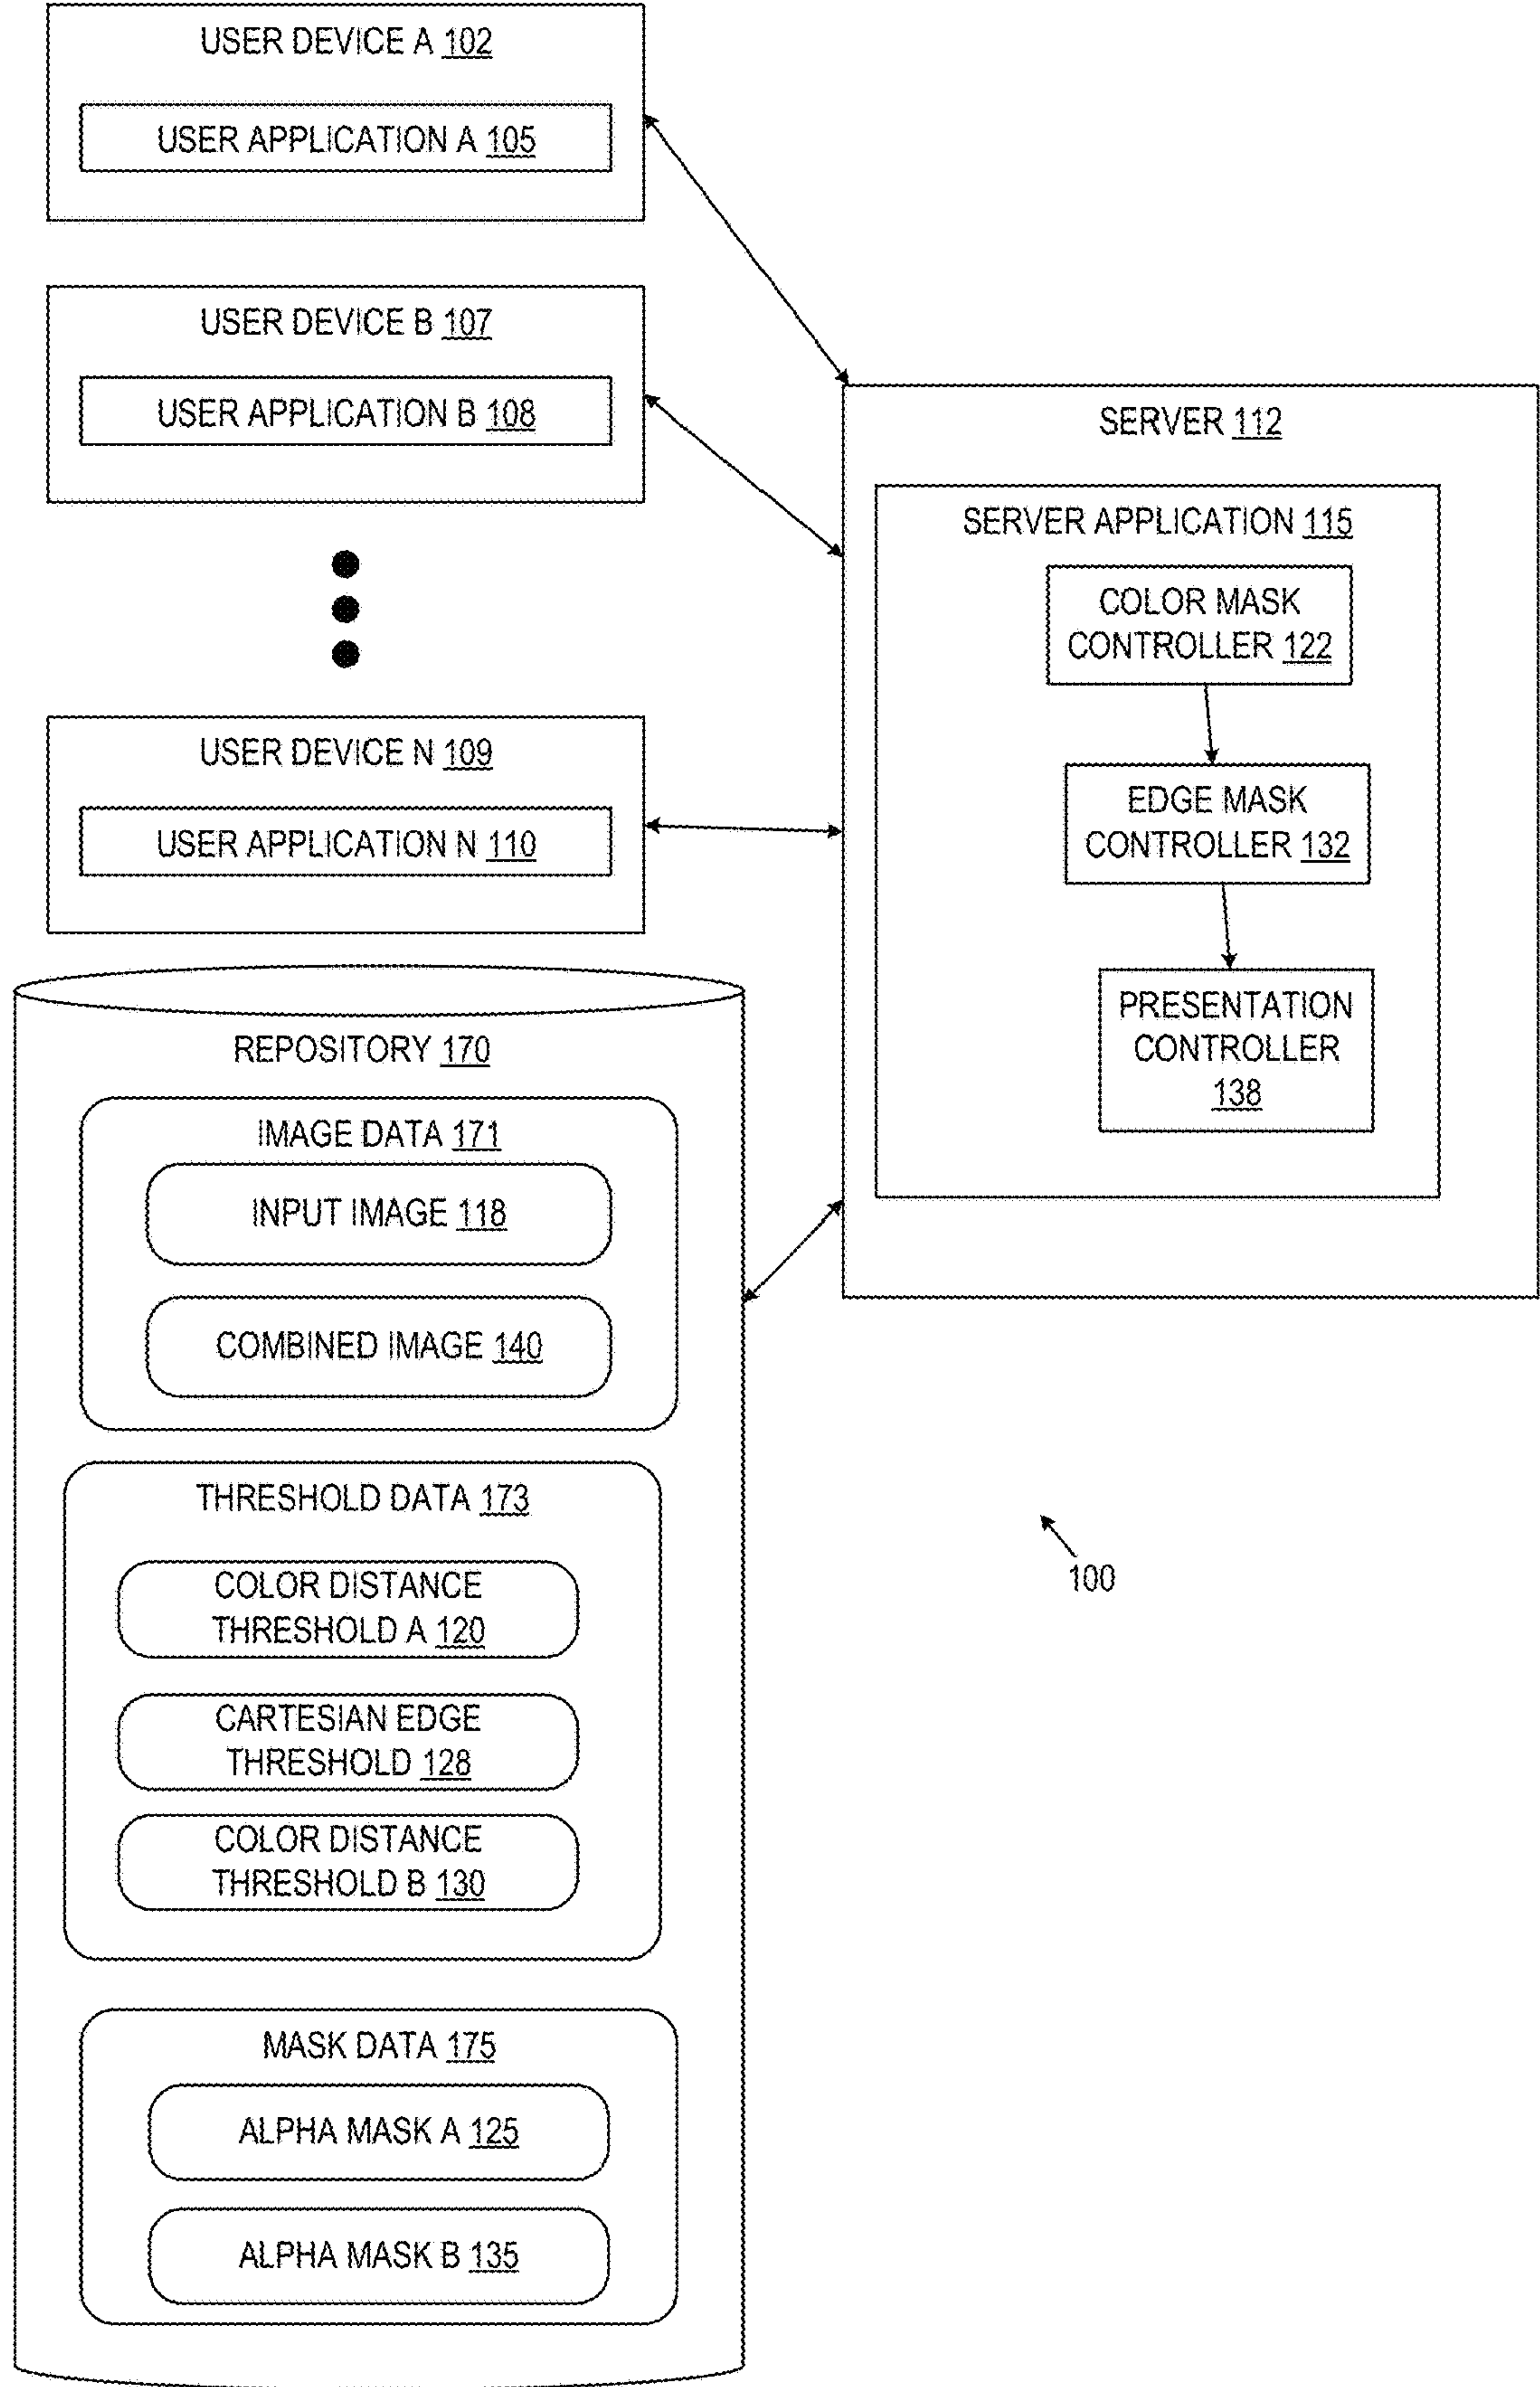 USER DEVICE A 102
USER APPLICATION A 105
USER DEVICE B 107
USER APPLICATION B 108
USER DEVICE N 109
USER APPLICATION N 110
SERVER 112
SERVER APPLICATION 115
COLOR MASK
CONTROLLER 122
EDGE MASK
CONTROLLER 132
PRESENTATION
CONTROLLER
138
REPOSITORY 170
IMAGE DATA 171
INPUT IMAGE 118
COMBINED IMAGE 140
THRESHOLD DATA 173
COLOR DISTANCE
THRESHOLD A 120
CARTESIAN EDGE
THRESHOLD 128
COLOR DISTANCE
THRESHOLD B 130
MASK DATA 175
ALPHA MASK A 125
ALPHA MASK B 135
100